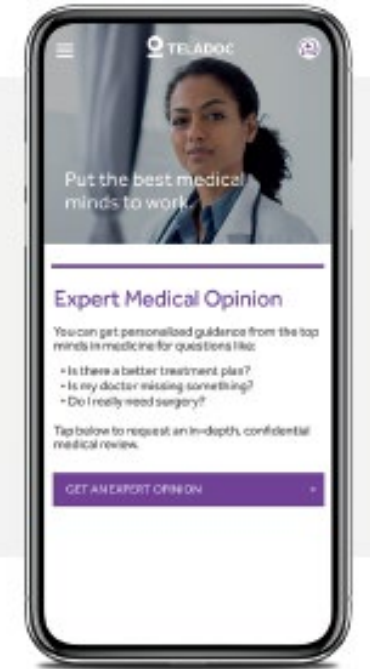 TELADOC
Put the best medical
minds to work.
Expert Medical Opinion
You can get personalized guidance from the top
minds in medicine for questions like:
• Is there a better treatment plan?
• Is my doctor missing something?
• Do I really need surgery?
Tap below to request an in-depth, confidential
medical review.
GET AN EXPERT OPINION